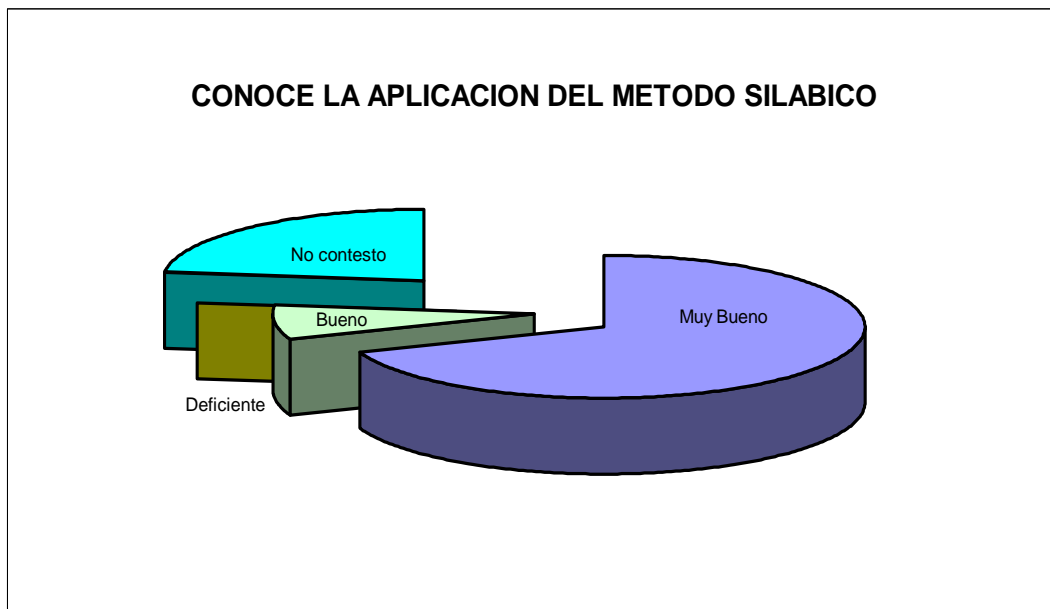 CONOCE LA APLICACION DEL METODO SILABICO
No contesto
Bueno
Muy Bueno
Deficiente